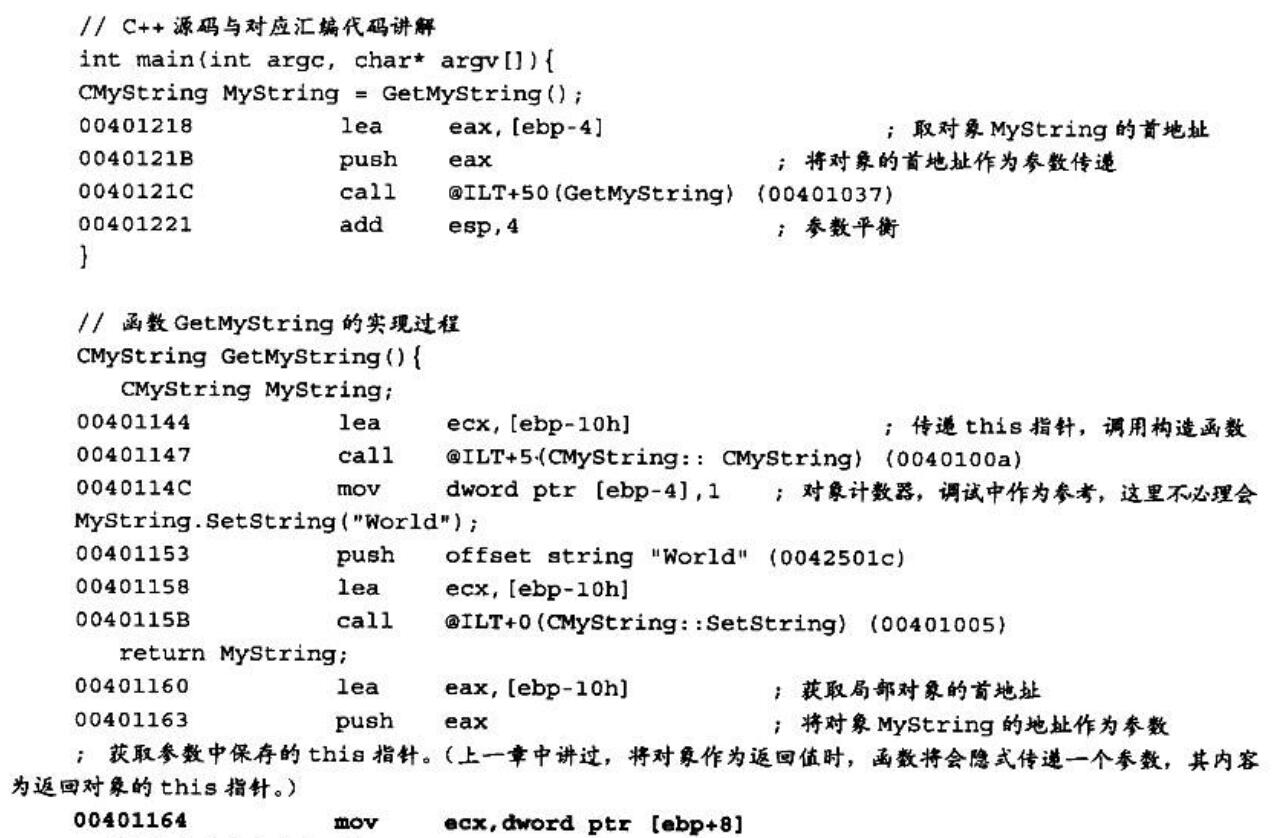 // C++ 源码与对应汇编代码讲解
int main(int argc, char* argv[]){
CMyString MyString = GetMyString();
00401218 lea eax,[ebp-4] ; 取对象 MyString 的首地址
0040121B push eax ; 将对象的首地址作为参数传递
0040121C call @ILT+50(GetMyString) (00401037)
00401221 add esp,4 ; 参数平衡
}
// 函数 GetMyString 的实现过程
CMyString GetMyString(){
CMyString MyString;
00401144 lea ecx,[ebp-10h] ; 传递 this 指针，调用构造函数
00401147 call @ILT+5(CMyString:: CMyString) (0040100a)
0040114C mov dword ptr [ebp-4],1 ; 对象计数器，调试中作为参考，这里不必理会
MyString.SetString("World");
00401153 push offset string "World" (0042501c)
00401158 lea ecx,[ebp-10h]
0040115B call @ILT+0(CMyString::SetString) (00401005)
return MyString;
00401160 lea eax,[ebp-10h] ; 获取局部对象的首地址
00401163 push eax ; 将对象 MyString 的地址作为参数
; 获取参数中保存的 this 指针。（上一章中讲过，将对象作为返回值时，函数将会隐式传递一个参数，其内容
为返回对象的 this 指针。）
00401164 mov ecx,dword ptr [ebp+8]